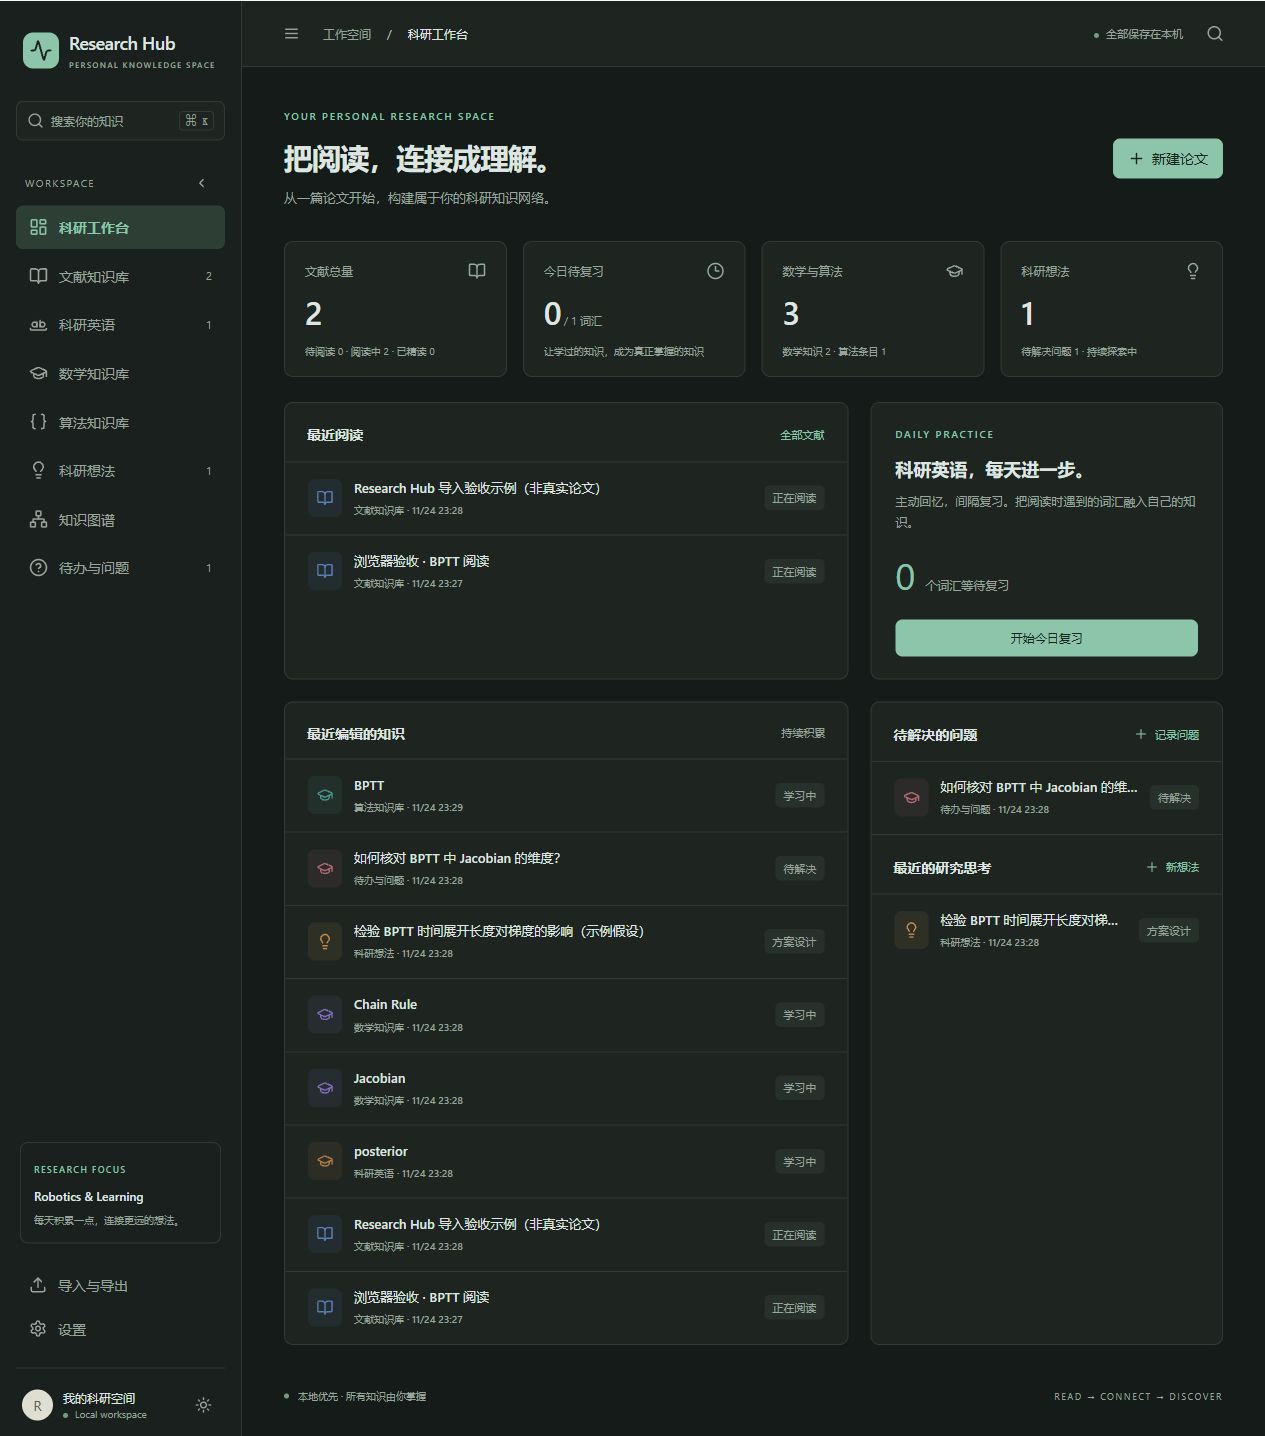 Research Hub
PERSONAL KNOWLEDGE SPACE
搜索你的知识 ⌘ K
WORKSPACE
科研工作台
文献知识库 2
科研英语 1
数学知识库
算法知识库
科研想法 1
知识图谱
待办与问题 1
RESEARCH FOCUS
Robotics & Learning
每天积累一点，连接更远的想法。
导入与导出
设置
R
我的科研空间
Local workspace
工作空间 / 科研工作台
全部保存在本机
YOUR PERSONAL RESEARCH SPACE
把阅读，连接成理解。
从一篇论文开始，构建属于你的科研知识网络。
新建论文
文献总量
2
待阅读 0 · 阅读中 2 · 已精读 0
今日待复习
0 / 1 词汇
让学过的知识，成为真正掌握的知识
数学与算法
3
数学知识 2 · 算法条目 1
科研想法
1
待解决问题 1 · 持续探索中
最近阅读 全部文献
Research Hub 导入验收示例（非真实论文）
文献知识库 · 11/24 23:28
正在阅读
浏览器验收 · BPTT 阅读
文献知识库 · 11/24 23:27
正在阅读
DAILY PRACTICE
科研英语，每天进一步。
主动回忆，间隔复习。把阅读时遇到的词汇融入自己的知
识。
0 个词汇等待复习
开始今日复习
最近编辑的知识 持续积累
BPTT
算法知识库 · 11/24 23:29
学习中
如何核对 BPTT 中 Jacobian 的维度？
待办与问题 · 11/24 23:28
待解决
检验 BPTT 时间展开长度对梯度的影响（示例假设）
科研想法 · 11/24 23:28
方案设计
Chain Rule
数学知识库 · 11/24 23:28
学习中
Jacobian
数学知识库 · 11/24 23:28
学习中
posterior
科研英语 · 11/24 23:28
学习中
Research Hub 导入验收示例（非真实论文）
文献知识库 · 11/24 23:28
正在阅读
浏览器验收 · BPTT 阅读
文献知识库 · 11/24 23:27
正在阅读
待解决的问题 记录问题
如何核对 BPTT 中 Jacobian 的维...
待办与问题 · 11/24 23:28
待解决
最近的研究思考 新想法
检验 BPTT 时间展开长度对梯...
科研想法 · 11/24 23:28
方案设计
本地优先 · 所有知识由你掌握
READ → CONNECT → DISCOVER